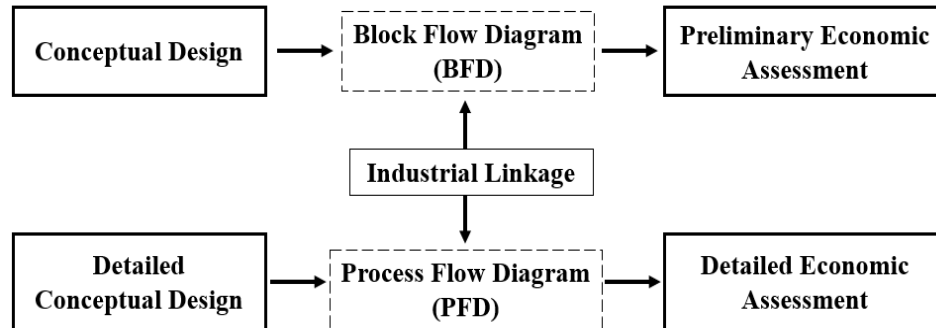 Conceptual Design
Block Flow Diagram
(BFD)
Preliminary Economic
Assessment
Industrial Linkage
Detailed
Conceptual Design
Process Flow Diagram
(PFD)
Detailed Economic
Assessment